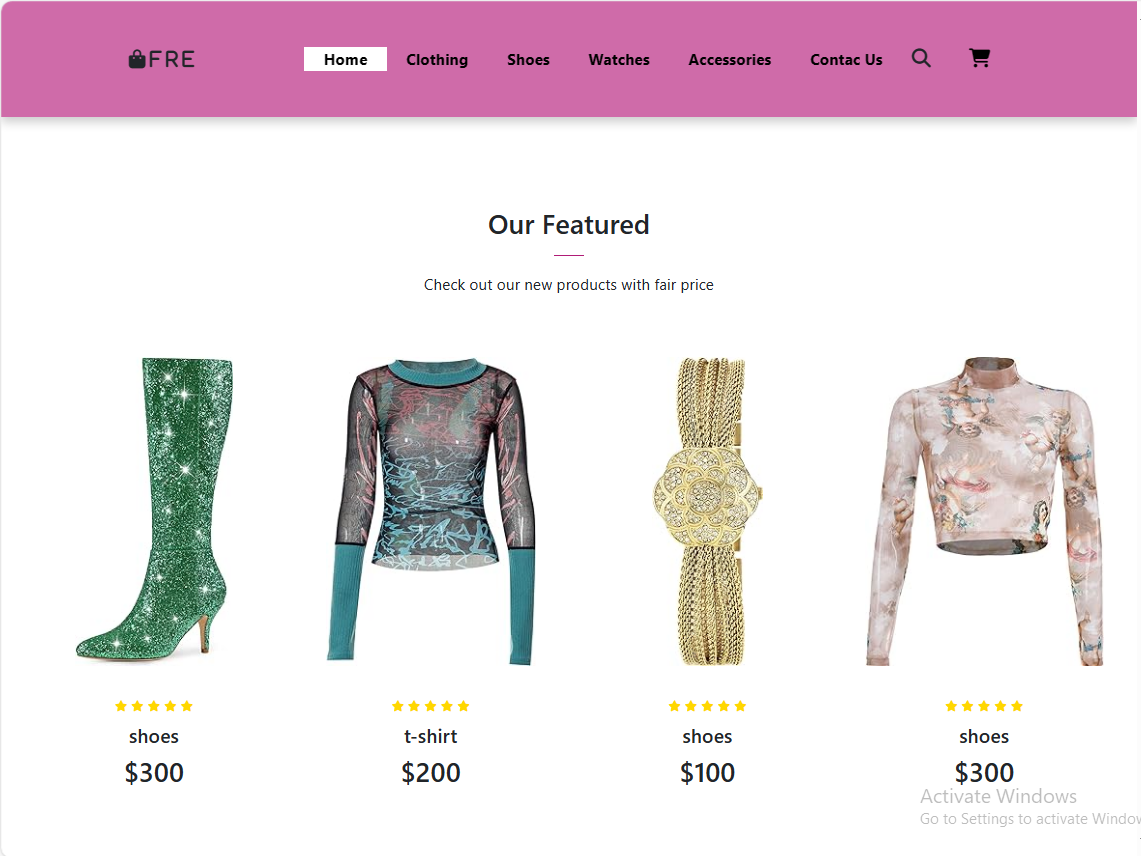 FRE
Home Clothing Shoes Watches Accessories Contac Us
Our Featured
Check out our new products with fair price
shoes t-shirt shoes shoes
$300 $200 $100 $300
Activate Windows
Go to Settings to activate Window